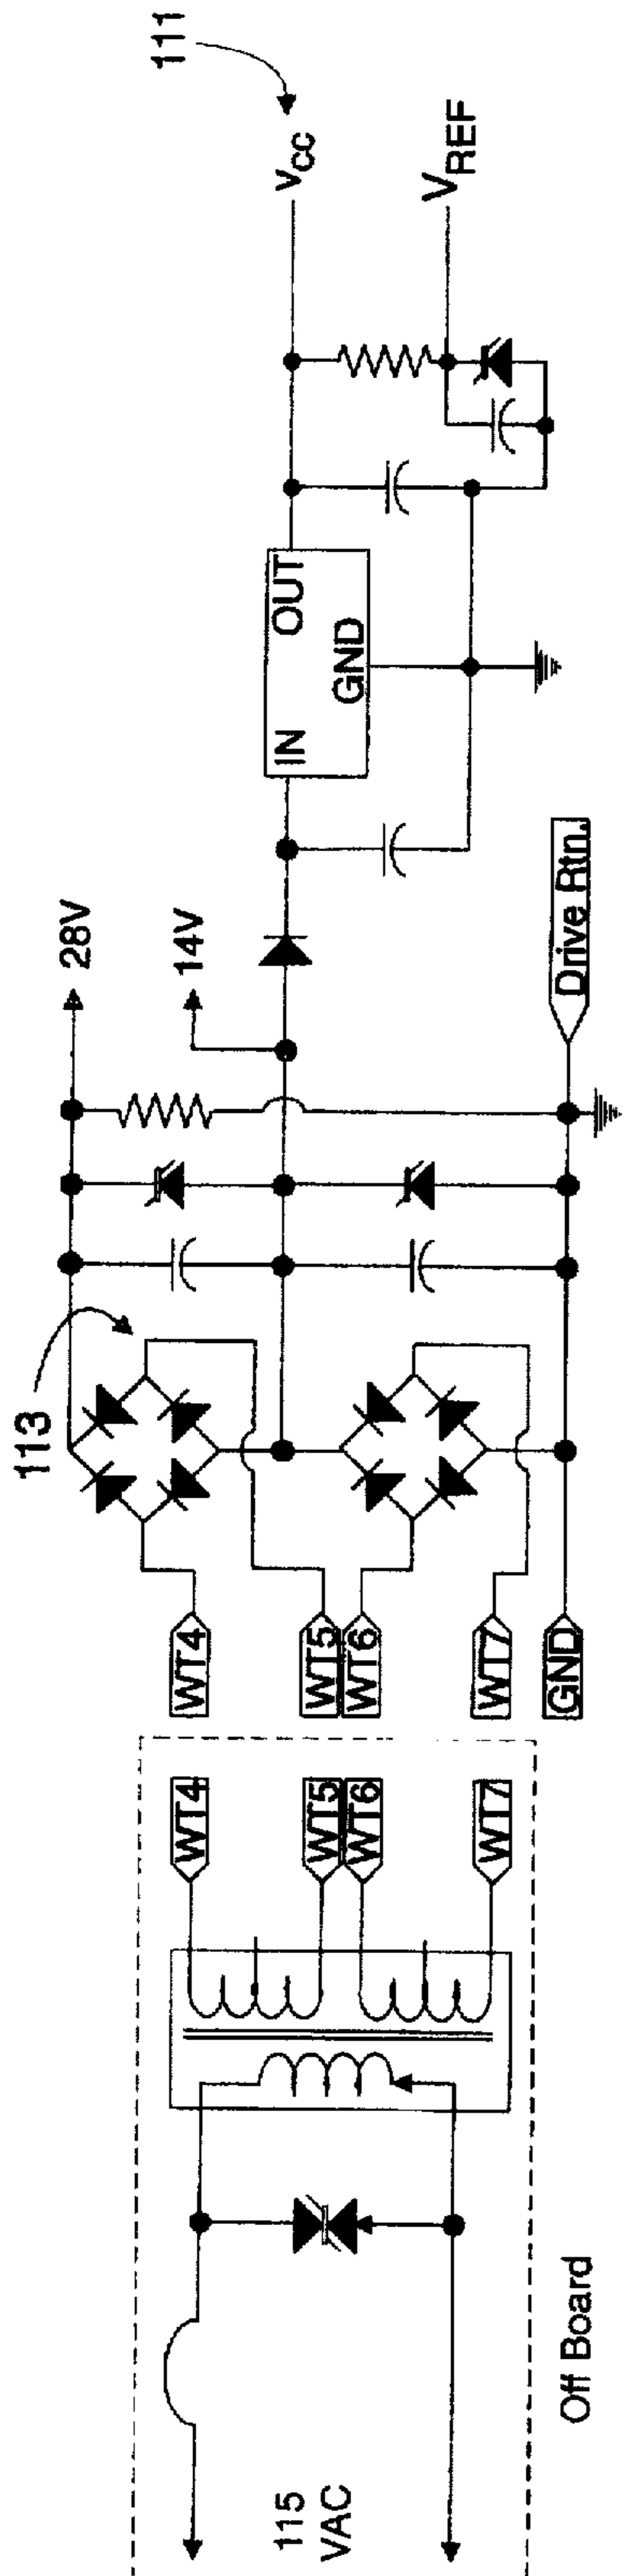 115
VAC
Off Board
WT4
WT5
WT6
WT7
WT4
WT5
WT6
WT7
GND
113
28V
14V
Drive Rtn.
IN
OUT
GND
111
VCC
VREF